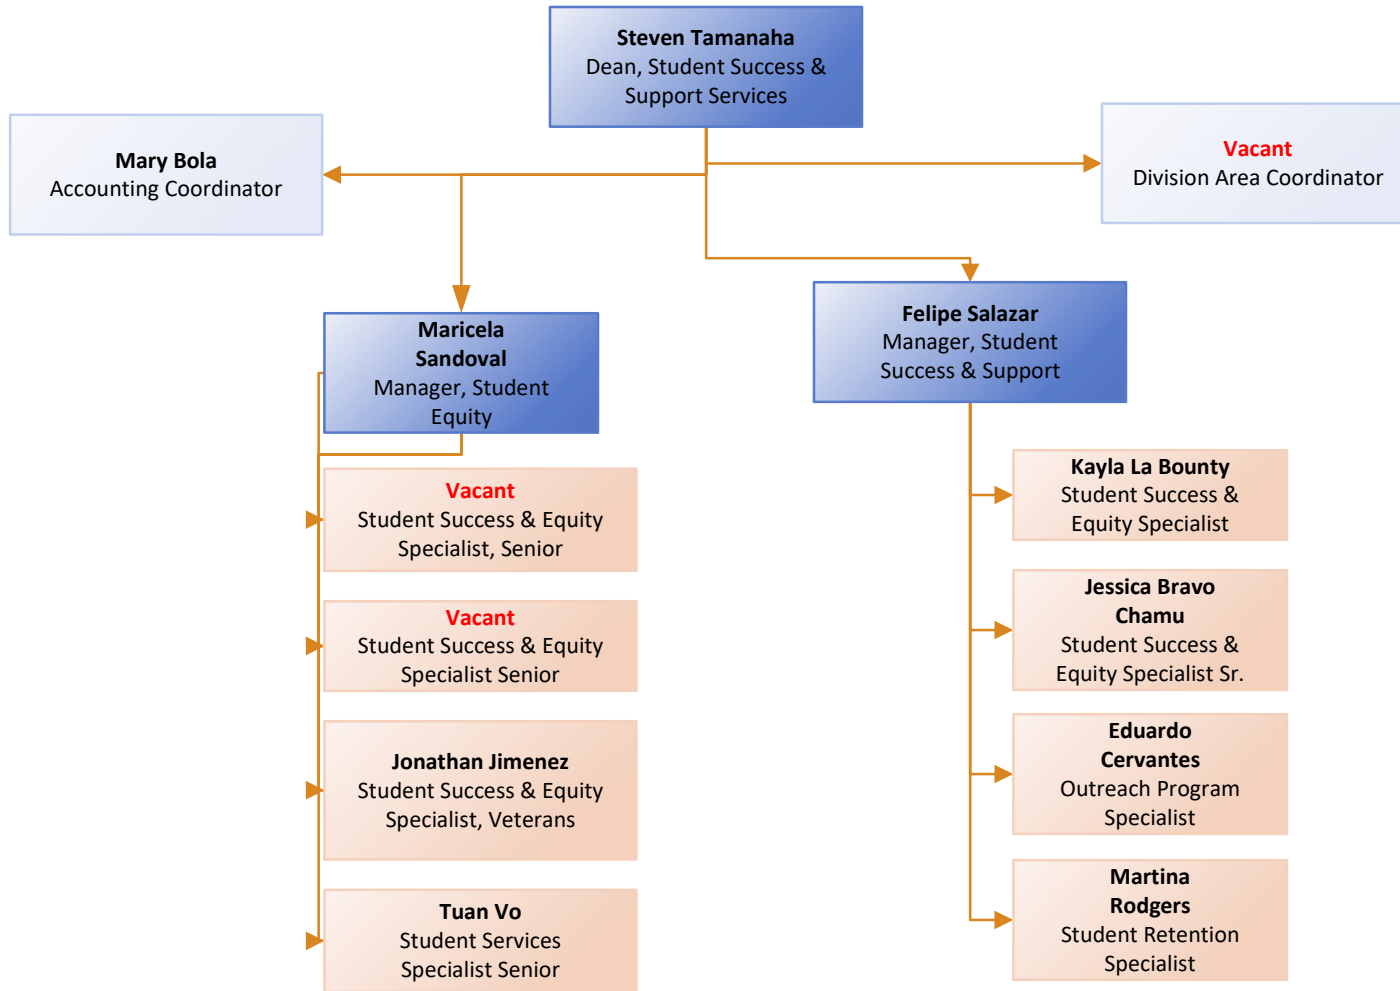 Steven Tamanaha
Dean, Student Success &
Support Services
Mary Bola
Accounting Coordinator
Vacant
Division Area Coordinator
Maricela
Sandoval
Manager, Student
Equity
Felipe Salazar
Manager, Student
Success & Support
Vacant
Student Success & Equity
Specialist, Senior
Vacant
Student Success & Equity
Specialist Senior
Jonathan Jimenez
Student Success & Equity
Specialist, Veterans
Tuan Vo
Student Services
Specialist Senior
Kayla La Bounty
Student Success &
Equity Specialist
Jessica Bravo
Chamu
Student Success &
Equity Specialist Sr.
Eduardo
Cervantes
Outreach Program
Specialist
Martina
Rodgers
Student Retention
Specialist